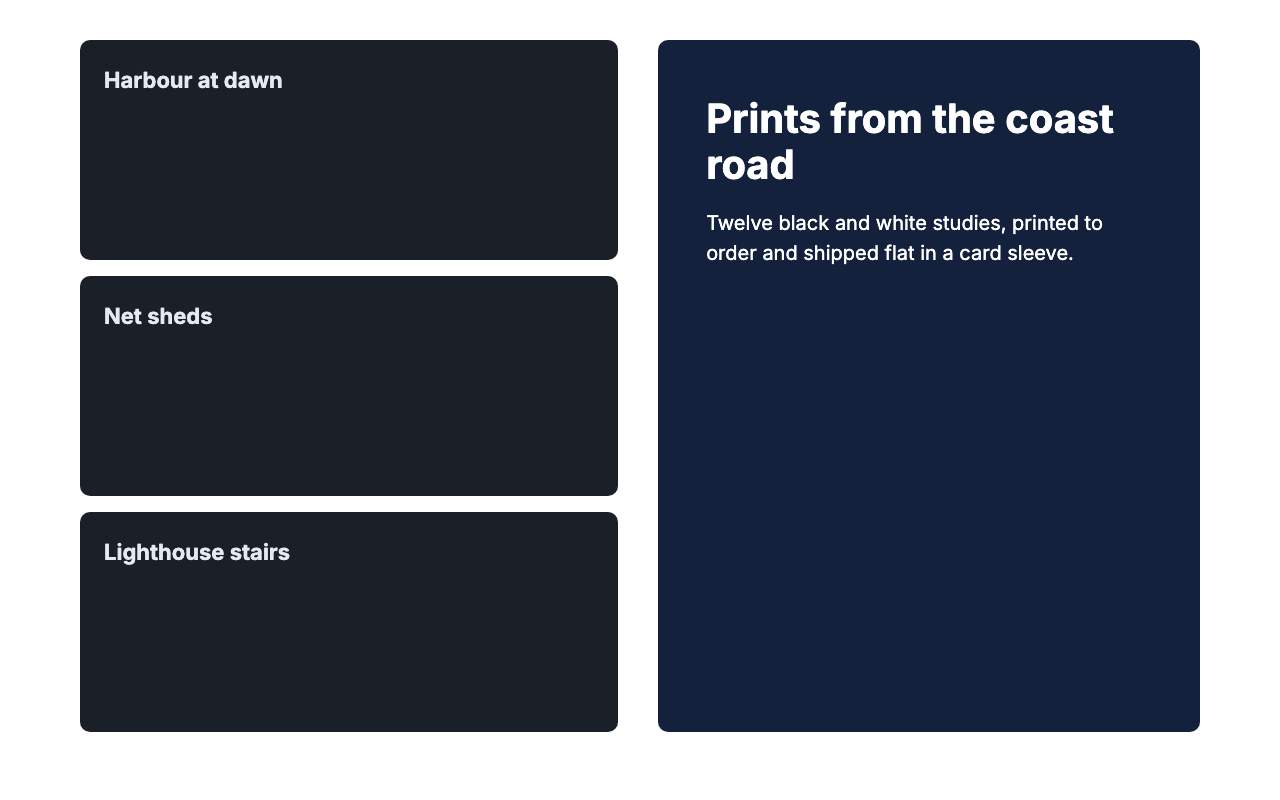 Harbour at dawn
Net sheds
Lighthouse stairs
Prints from the coast
road
Twelve black and white studies, printed to
order and shipped flat in a card sleeve.